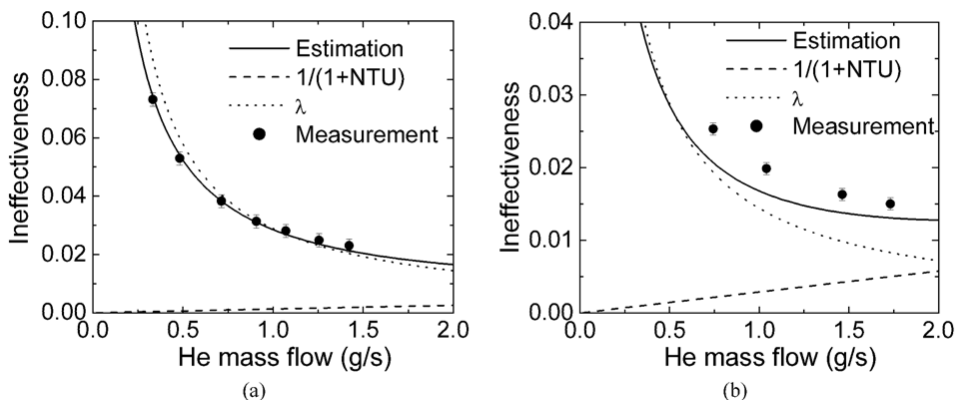 0.10
0.08
0.06
0.04
0.02
0.00
Ineffectiveness
Estimation
1/(1+NTU)
λ
Measurement
0.0 0.5 1.0 1.5 2.0
He mass flow (g/s)
(a)
0.04
0.03
0.02
0.01
0.00
Ineffectiveness
Estimation
1/(1+NTU)
λ
Measurement
0.0 0.5 1.0 1.5 2.0
He mass flow (g/s)
(b)